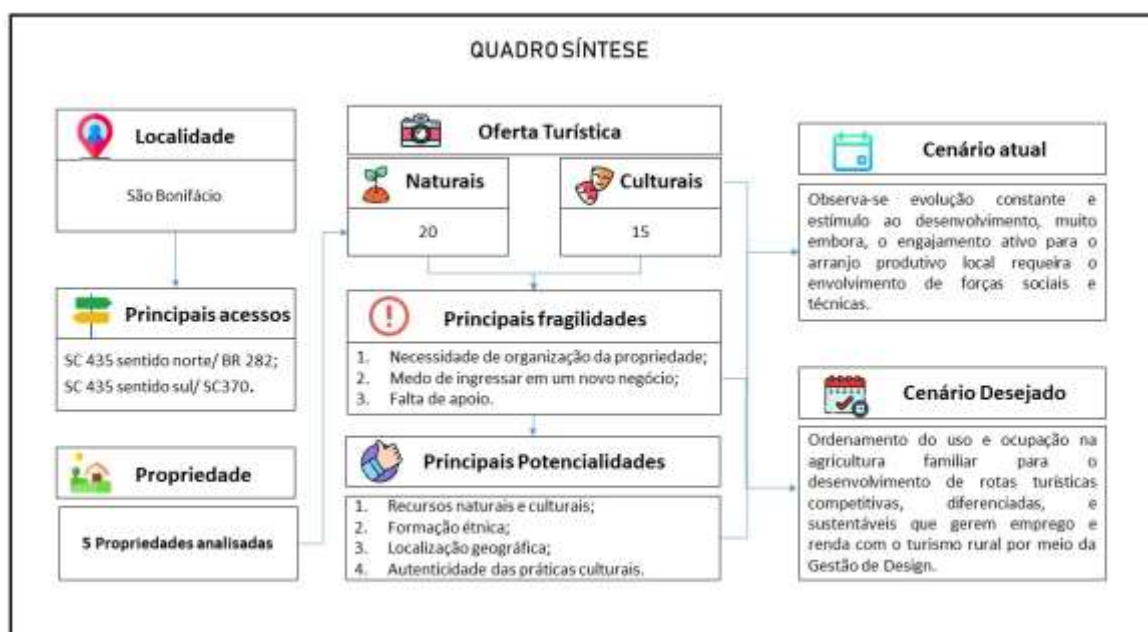 QUADRO SÍNTESE
Localidade
São Bonifácio
Principais acessos
SC 435 sentido norte/ BR 282;
SC 435 sentido sul/ SC370.
Propriedade
5 Propriedades analisadas
Oferta Turística
Naturais
20
Culturais
15
Principais fragilidades
1. Necessidade de organização da propriedade;
2. Medo de ingressar em um novo negócio;
3. Falta de apoio.
Principais Potencialidades
1. Recursos naturais e culturais;
2. Formação étnica;
3. Localização geográfica;
4. Autenticidade das práticas culturais.
Cenário atual
Observa-se evolução constante e
estímulo ao desenvolvimento, muito
embora, o engajamento ativo para o
arranjo produtivo local requeira o
envolvimento de forças sociais e
técnicas.
Cenário Desejado
Ordenamento do uso e ocupação na
agricultura familiar para o
desenvolvimento de rotas turísticas
competitivas, diferenciadas, e
sustentáveis que gerem emprego e
renda com o turismo rural por meio da
Gestão de Design.